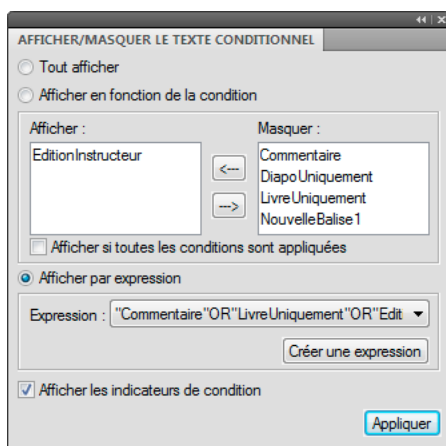 AFFICHER/MASQUER LE TEXTE CONDITIONNEL
Tout afficher
Afficher en fonction de la condition
Afficher :
Masquer :
EditionInstructeur
<---
--->
Commentaire
DiapoUniquement
LivreUniquement
NouvelleBalise1
Afficher si toutes les conditions sont appliquées
Afficher par expression
Expression : "Commentaire"OR"LivreUniquement"OR"Edit
Créer une expression
Afficher les indicateurs de condition
Appliquer